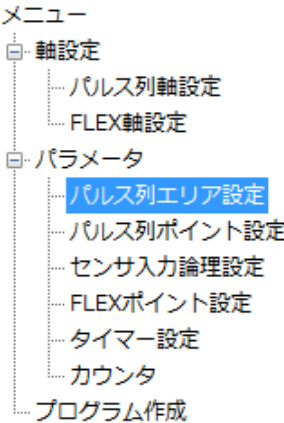 メニュー
軸設定
パルス列軸設定
FLEX軸設定
パラメータ
パルス列エリア設定
パルス列ポイント設定
センサ入力論理設定
FLEXポイント設定
タイマー設定
カウンタ
プログラム作成